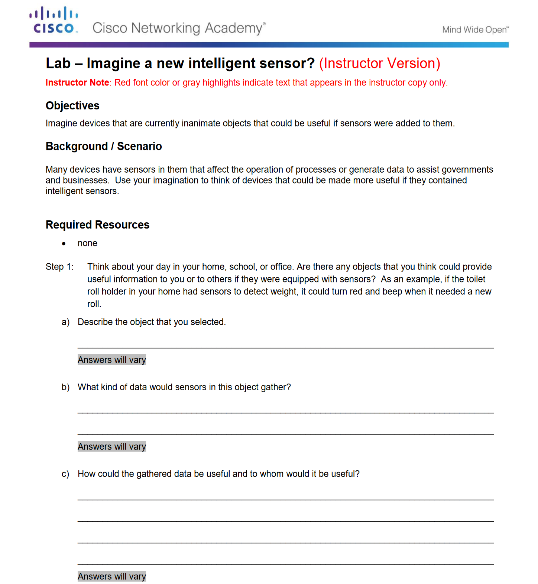 CISCO. Cisco Networking Academy® Mind Wide Open®
Lab – Imagine a new intelligent sensor? (Instructor Version)
Instructor Note: Red font color or gray highlights indicate text that appears in the instructor copy only.
Objectives
Imagine devices that are currently inanimate objects that could be useful if sensors were added to them.
Background / Scenario
Many devices have sensors in them that affect the operation of processes or generate data to assist governments
and businesses. Use your imagination to think of devices that could be made more useful if they contained
intelligent sensors.
Required Resources
• none
Step 1: Think about your day in your home, school, or office. Are there any objects that you think could provide
useful information to you or to others if they were equipped with sensors? As an example, if the toilet
roll holder in your home had sensors to detect weight, it could turn red and beep when it needed a new
roll.
a) Describe the object that you selected.
Answers will vary
b) What kind of data would sensors in this object gather?
Answers will vary
c) How could the gathered data be useful and to whom would it be useful?
Answers will vary